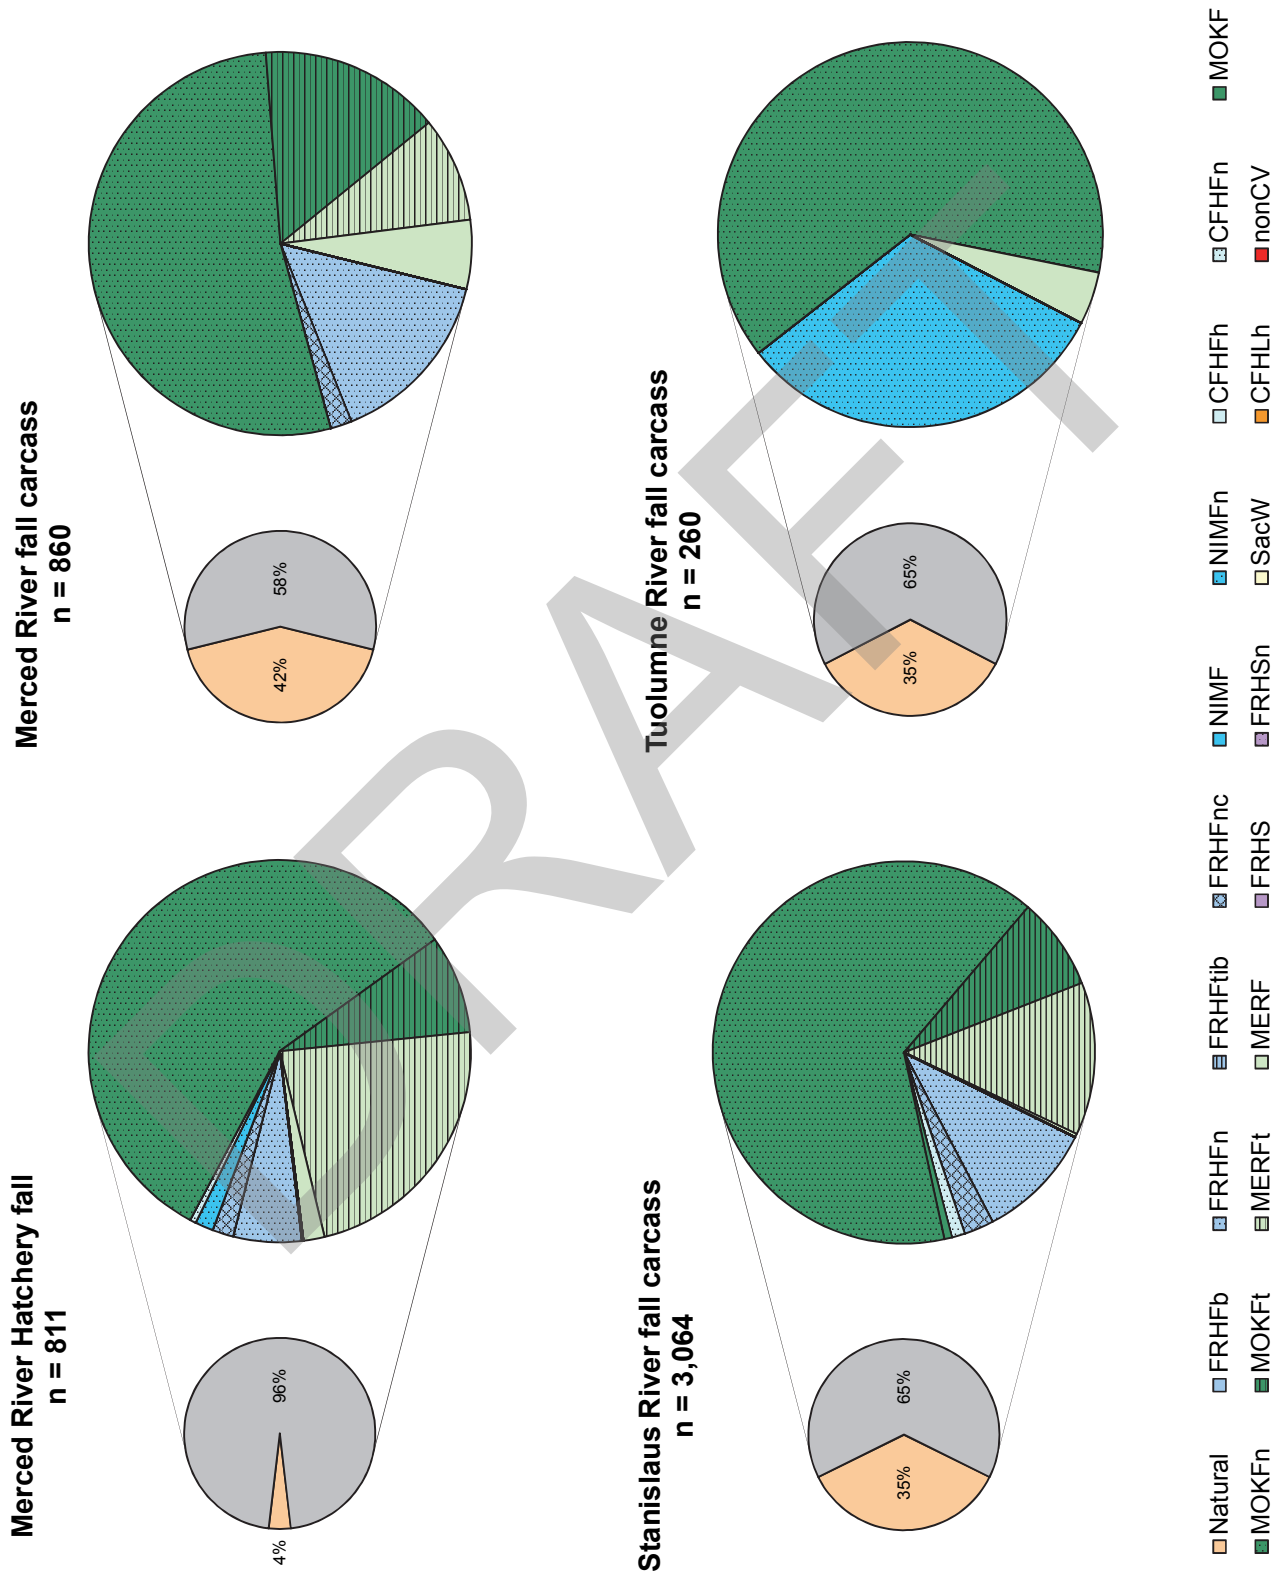 Merced River Hatchery fall
n = 811
4%
96%
Merced River fall carcass
n = 860
42%
58%
Stanislaus River fall carcass
n = 3,064
35%
65%
Tuolumne River fall carcass
n = 260
35%
65%
DRAFT
Natural FRHFb FRHFn FRHFtib FRHFnc NIMF NIMFn CFHFh CFHFn MOKF
MOKFn MOKFt MERFt MERF FRHS FRHSn SacW CFHLh nonCV